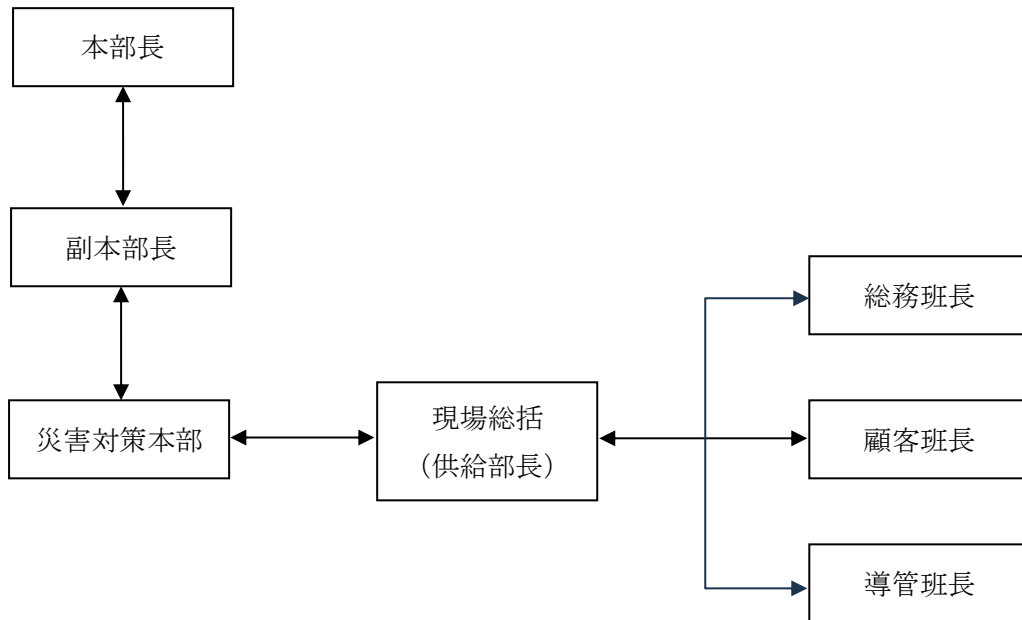 本部長
副本部長
災害対策本部
現場総括
（供給部長）
総務班長
顧客班長
導管班長